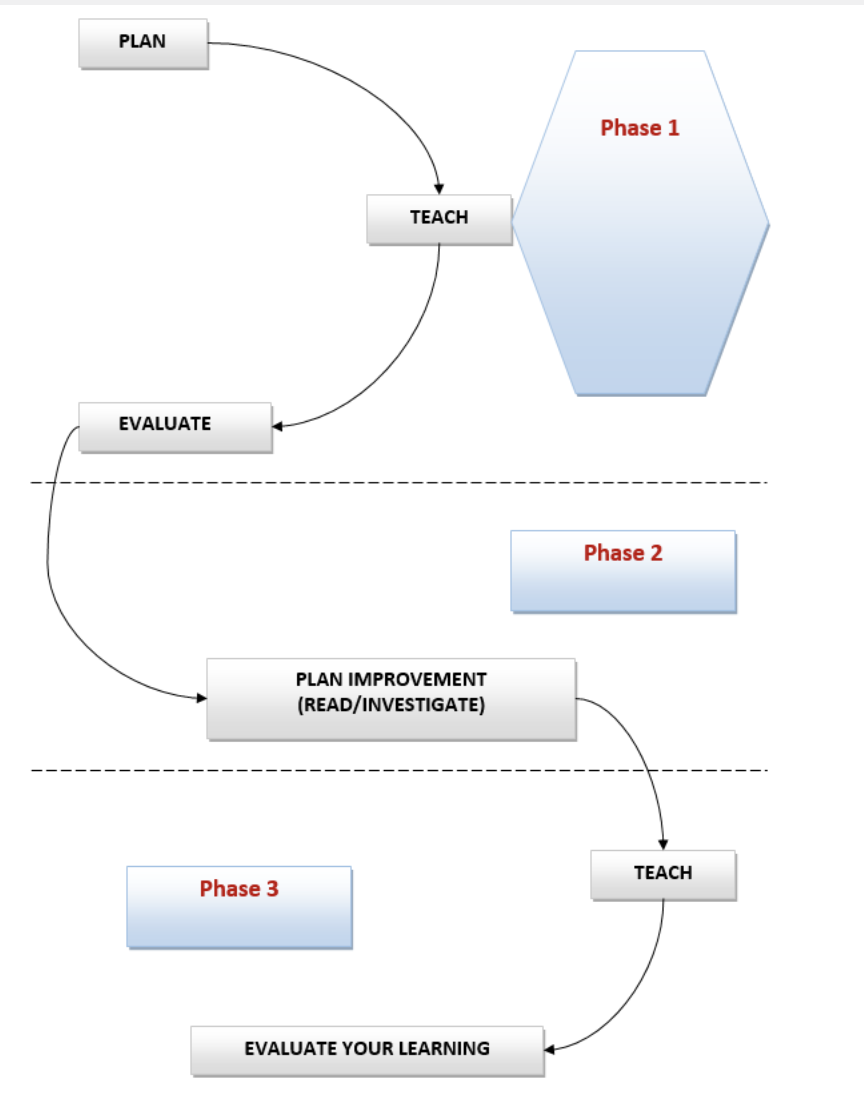 PLAN
Phase 1
TEACH
EVALUATE
Phase 2
PLAN IMPROVEMENT
(READ/INVESTIGATE)
TEACH
Phase 3
EVALUATE YOUR LEARNING